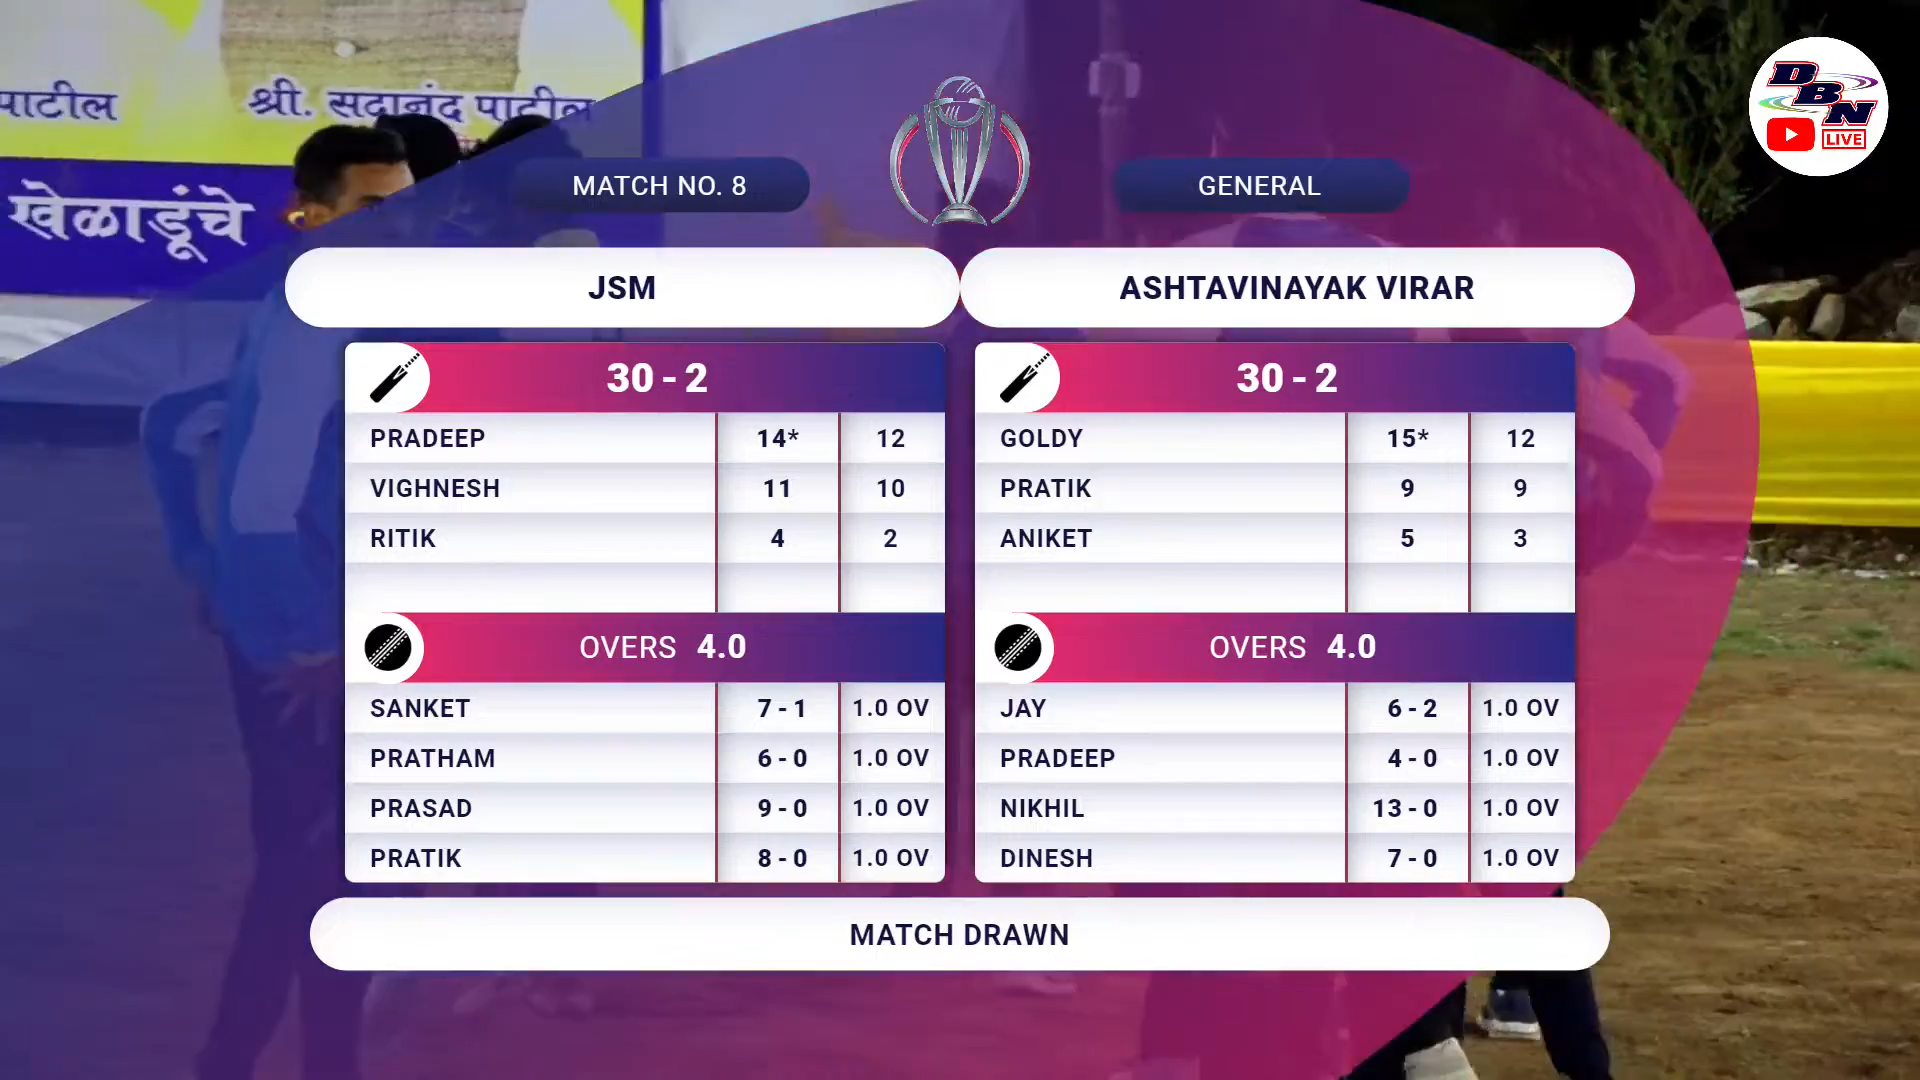 पाटील
श्री. सदानंद पाटील
खेळाडूंचे
DBN
LIVE
MATCH NO. 8
GENERAL
JSM
ASHTAVINAYAK VIRAR
30 - 2
PRADEEP 14* 12
VIGHNESH 11 10
RITIK 4 2
OVERS 4.0
SANKET 7 - 1 1.0 OV
PRATHAM 6 - 0 1.0 OV
PRASAD 9 - 0 1.0 OV
PRATIK 8 - 0 1.0 OV
30 - 2
GOLDY 15* 12
PRATIK 9 9
ANIKET 5 3
OVERS 4.0
JAY 6 - 2 1.0 OV
PRADEEP 4 - 0 1.0 OV
NIKHIL 13 - 0 1.0 OV
DINESH 7 - 0 1.0 OV
MATCH DRAWN